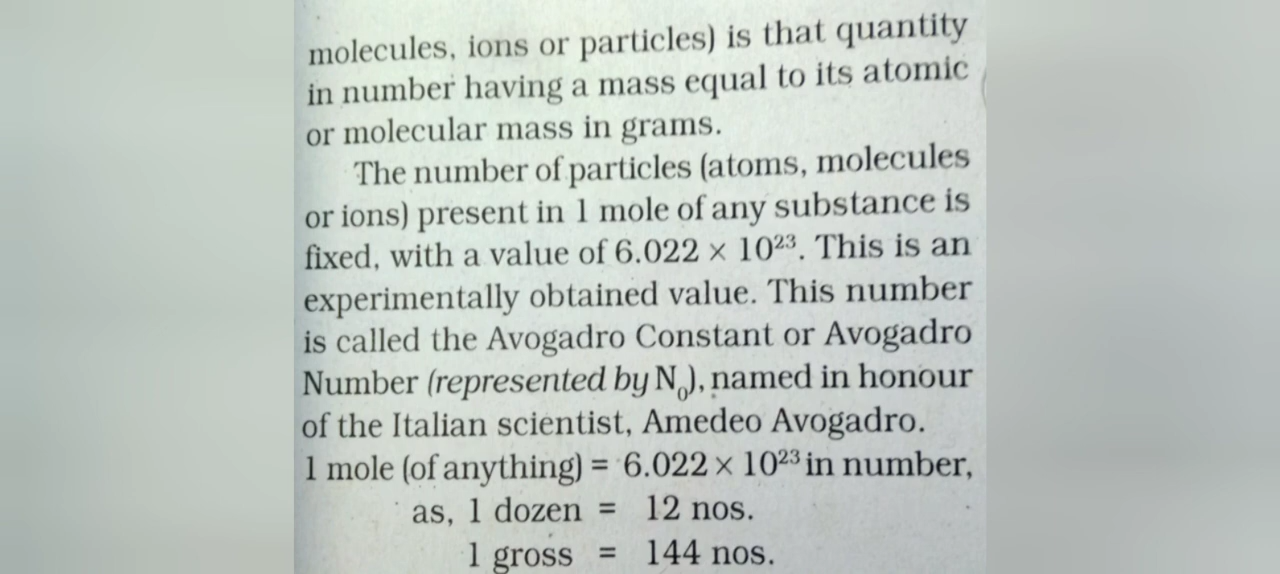 molecules, ions or particles) is that quantity
in number having a mass equal to its atomic
or molecular mass in grams.
The number of particles (atoms, molecules
or ions) present in 1 mole of any substance is
fixed, with a value of 6.022 × 10²³. This is an
experimentally obtained value. This number
is called the Avogadro Constant or Avogadro
Number (represented by N₀), named in honour
of the Italian scientist, Amedeo Avogadro.
1 mole (of anything) = 6.022 × 10²³ in number,
as, 1 dozen = 12 nos.
1 gross = 144 nos.